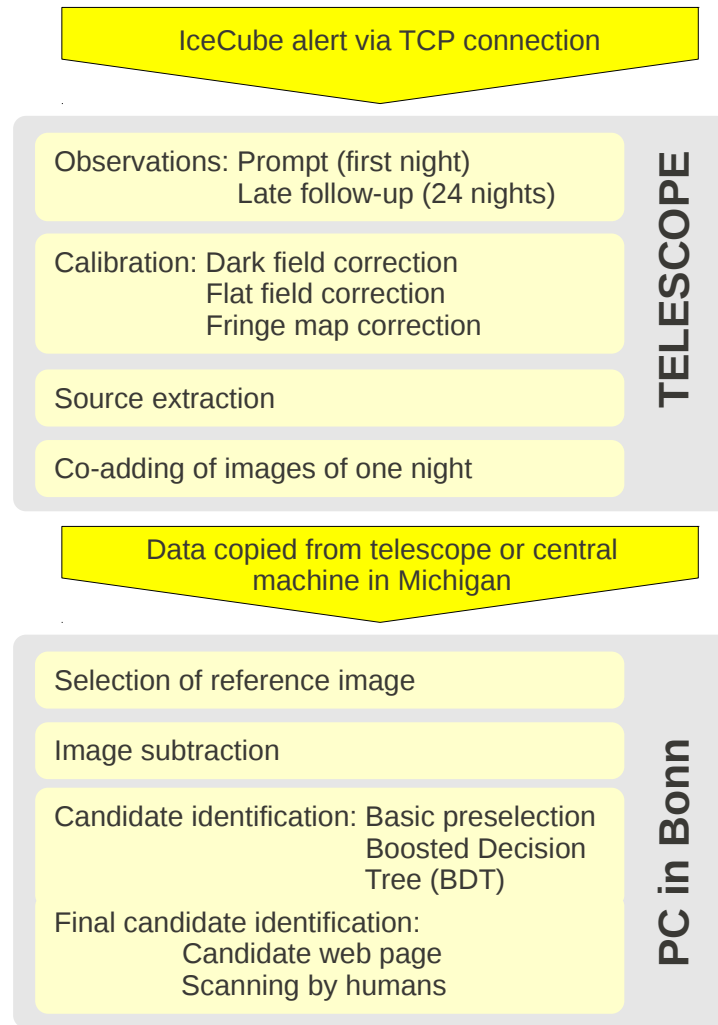 IceCube alert via TCP connection
Observations: Prompt (first night)
Late follow-up (24 nights)
Calibration: Dark field correction
Flat field correction
Fringe map correction
Source extraction
Co-adding of images of one night
TELESCOPE
Data copied from telescope or central
machine in Michigan
Selection of reference image
Image subtraction
Candidate identification: Basic preselection
Boosted Decision
Tree (BDT)
Final candidate identification:
Candidate web page
Scanning by humans
PC in Bonn